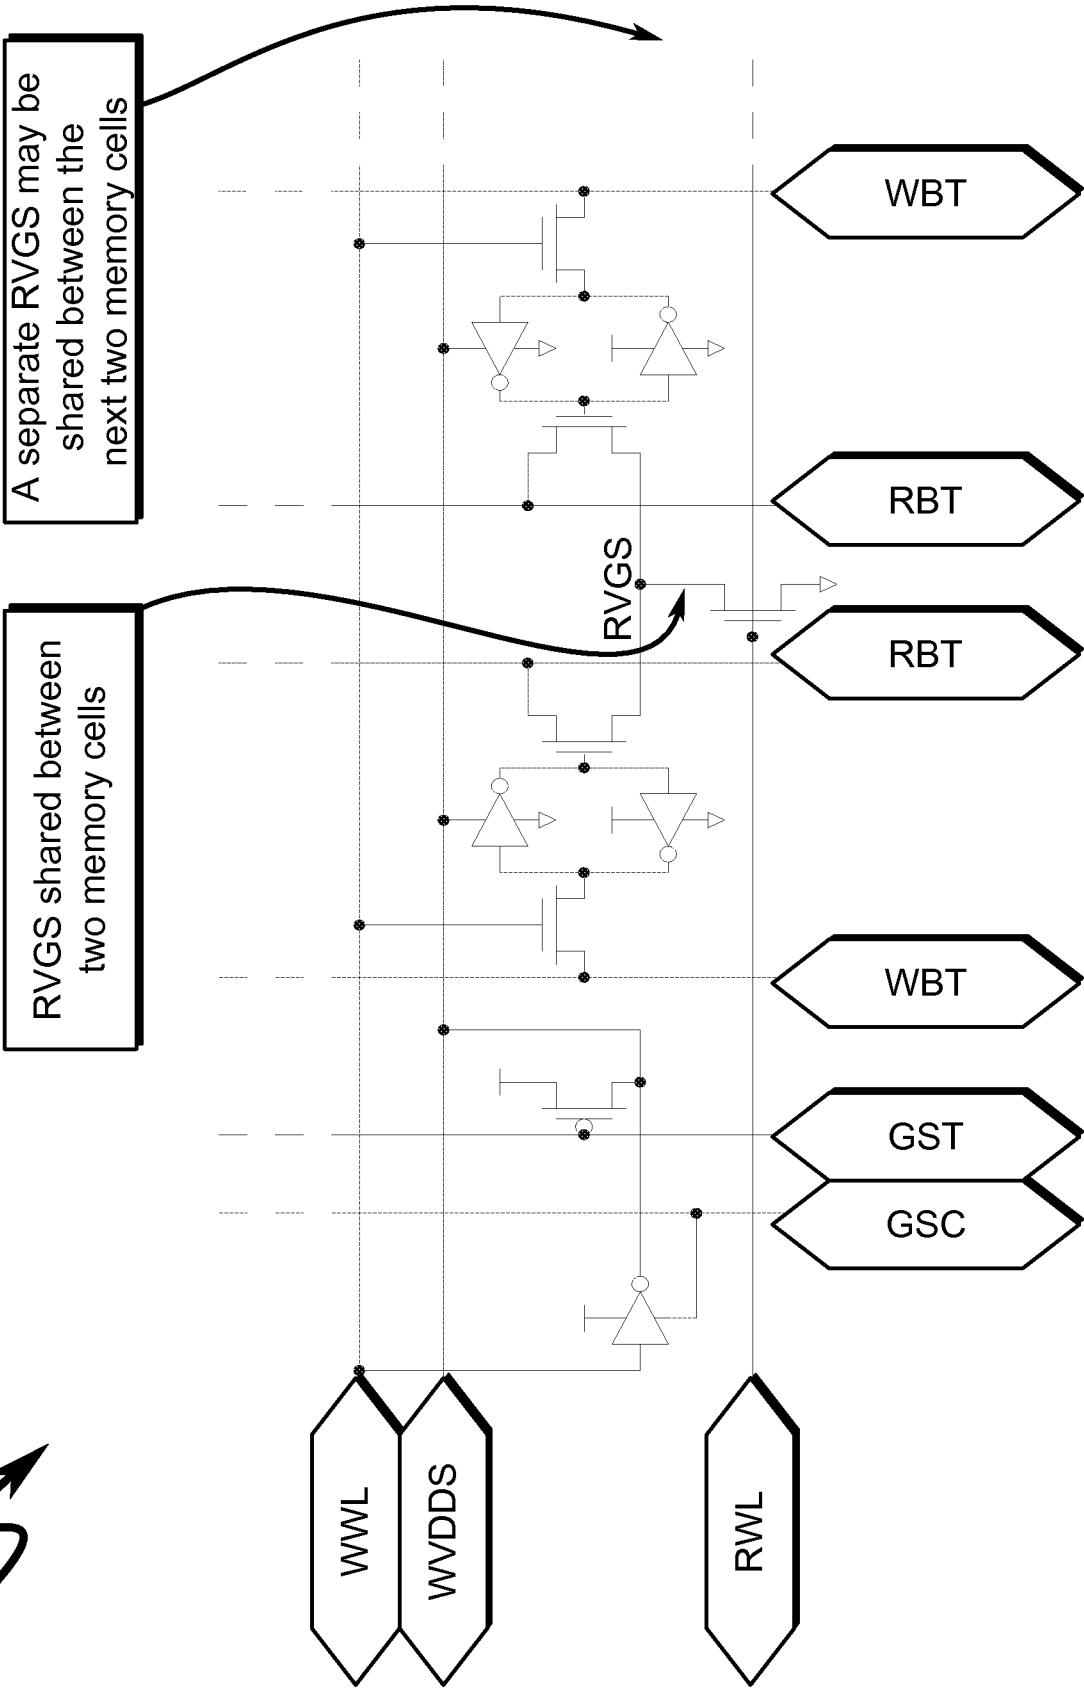 A separate RVGS may be
shared between the
next two memory cells
RVGS shared between
two memory cells
WBT
RBT
RVGS
RBT
WBT
GST
GSC
WWL
WVDDS
RWL